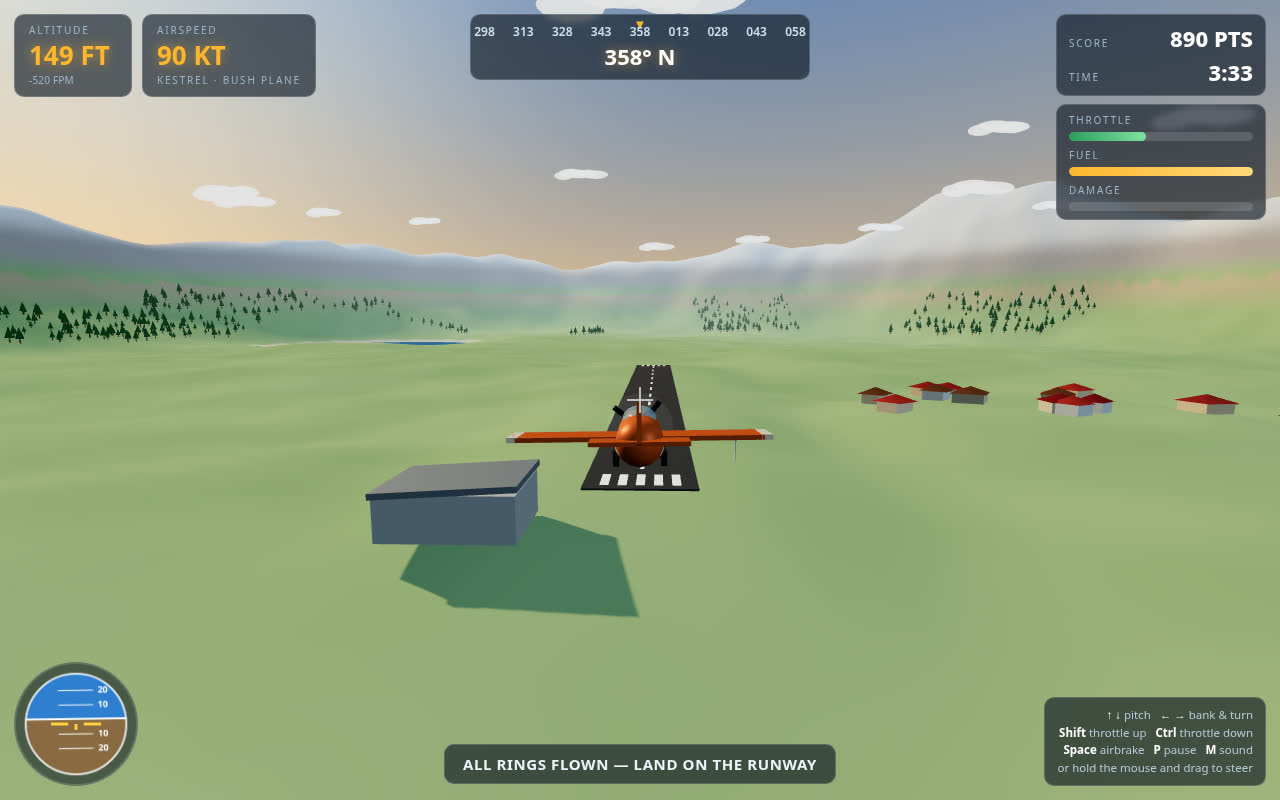 ALTITUDE
149 FT
-520 FPM
AIRSPEED
90 KT
KESTREL · BUSH PLANE
298 313 328 343 358 013 028 043 058
358° N
SCORE 890 PTS
TIME 3:33
THROTTLE
FUEL
DAMAGE
20
10
10
20
ALL RINGS FLOWN — LAND ON THE RUNWAY
↑ ↓ pitch ← → bank & turn
Shift throttle up Ctrl throttle down
Space airbrake P pause M sound
or hold the mouse and drag to steer